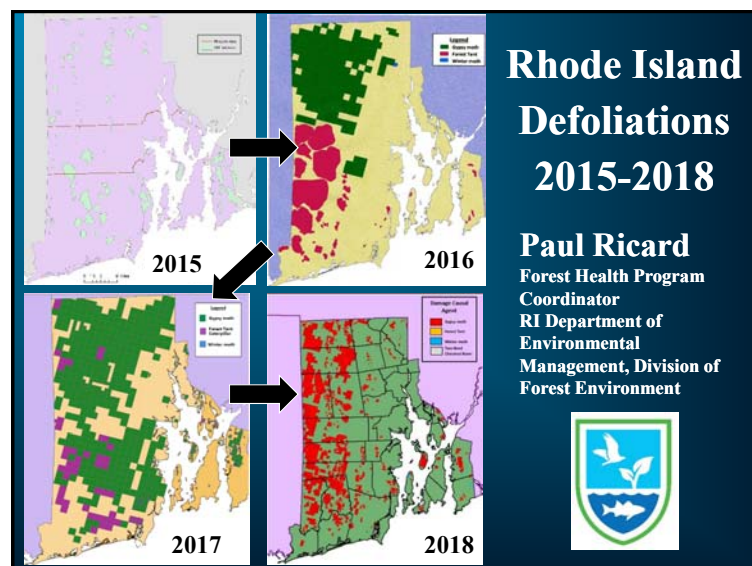 2015
Legend
Gypsy moth
Forest Tent
Winter moth
2016
Rhode Island
Defoliations
2015-2018
Paul Ricard
Forest Health Program
Coordinator
RI Department of
Environmental
Management, Division of
Forest Environment
Legend
Gypsy moth
Forest Tent
Caterpillar
Winter moth
2017
Damage Causal
Agent
Gypsy moth
Forest Tent
Winter moth
2018